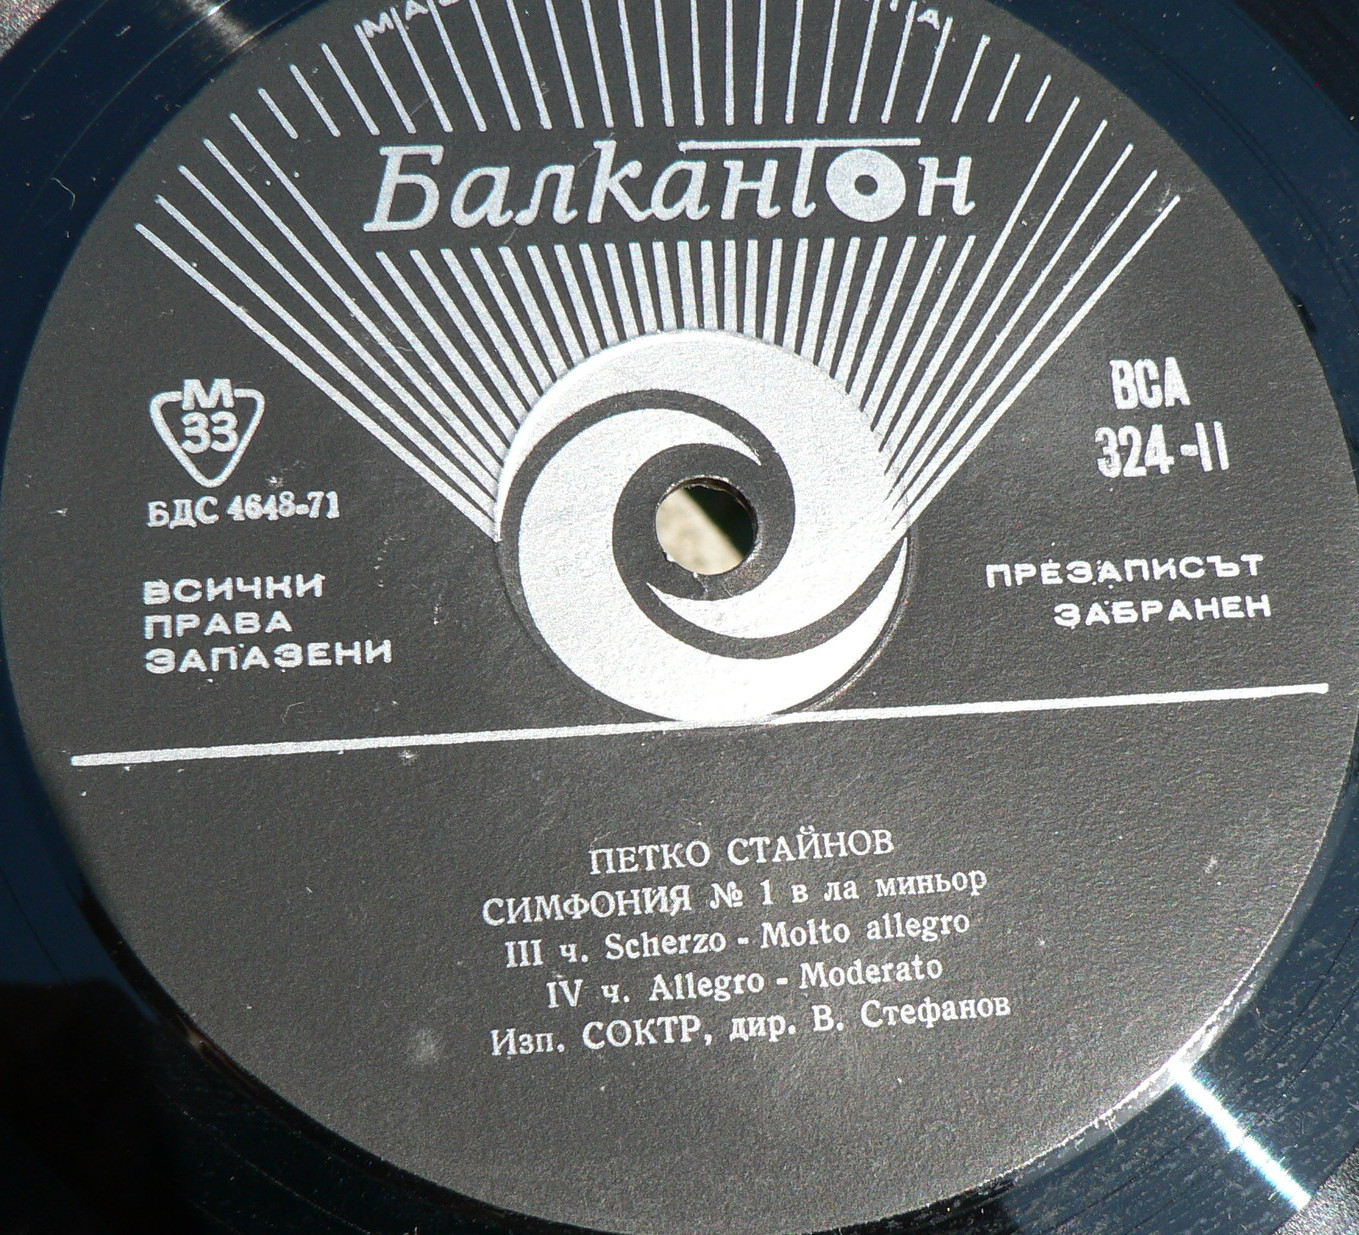 Балкантон
М
33
БДС 4648-71
ВСИЧКИ
ПРАВА
ЗАПАЗЕНИ
ВСА
324-II
ПРЕЗАПИСЪТ
ЗАБРАНЕН
ПЕТКО СТАЙНОВ
СИМФОНИЯ № 1 в ла миньор
III ч. Scherzo - Molto allegro
IV ч. Allegro - Moderato
Изп. СОКТР, дир. В. Стефанов